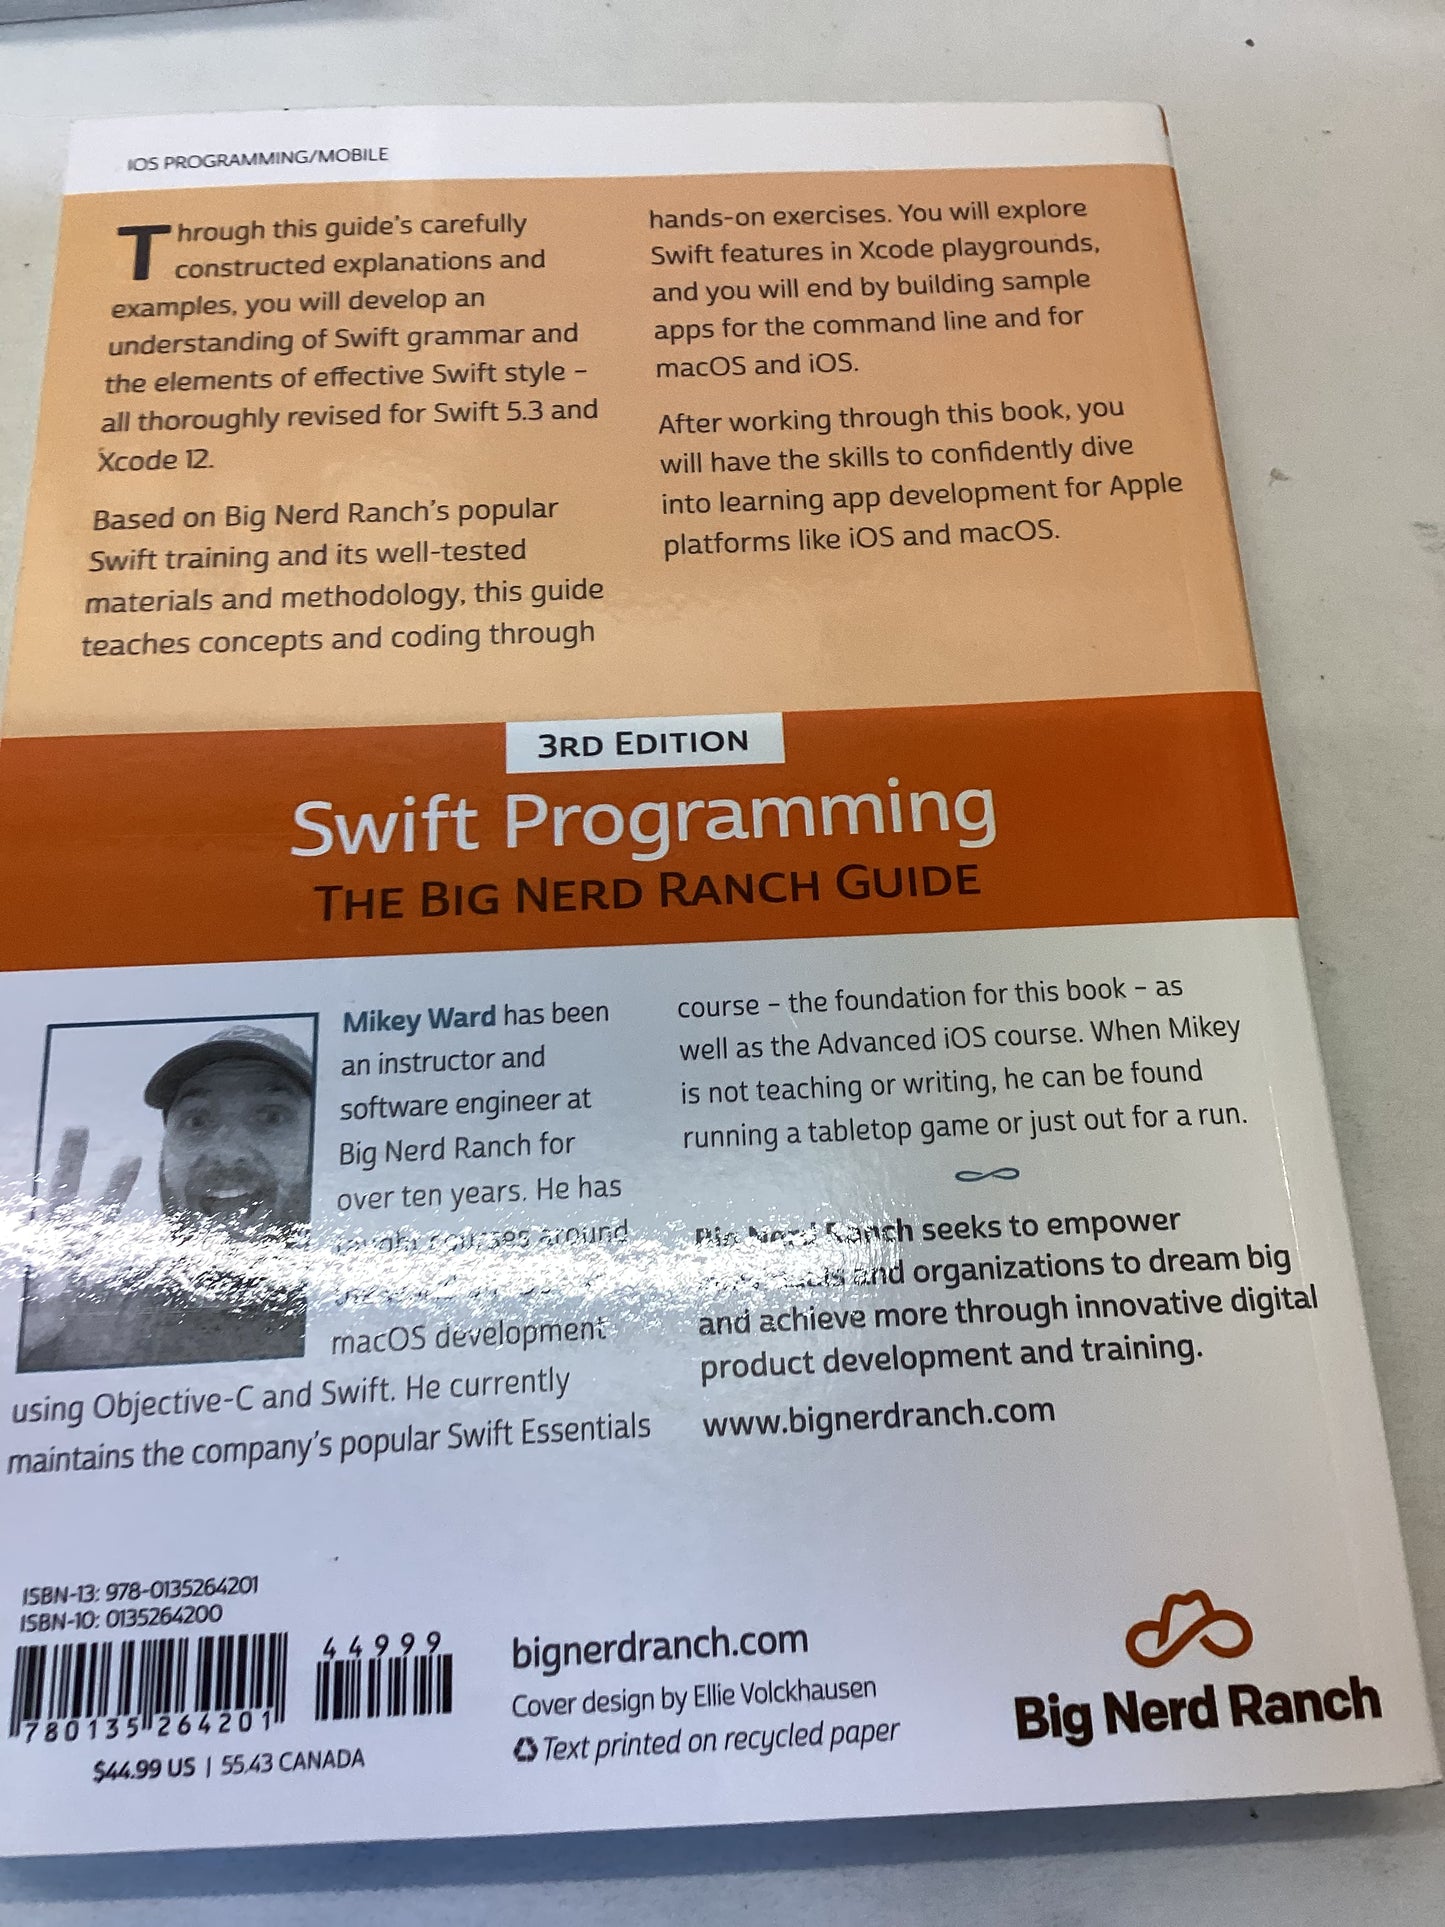 IOS PROGRAMMING/MOBILE
Through this guide's carefully
constructed explanations and
examples, you will develop an
understanding of Swift grammar and
the elements of effective Swift style –
all thoroughly revised for Swift 5.3 and
Xcode 12.
Based on Big Nerd Ranch's popular
Swift training and its well-tested
materials and methodology, this guide
teaches concepts and coding through
hands-on exercises. You will explore
Swift features in Xcode playgrounds,
and you will end by building sample
apps for the command line and for
macOS and iOS.
After working through this book, you
will have the skills to confidently dive
into learning app development for Apple
platforms like iOS and macOS.
3RD EDITION
Swift Programming
THE BIG NERD RANCH GUIDE
Mikey Ward has been
an instructor and
software engineer at
Big Nerd Ranch for
over ten years. He has
taught courses around
macOS development
using Objective-C and Swift. He currently
maintains the company's popular Swift Essentials
course – the foundation for this book – as
well as the Advanced iOS course. When Mikey
is not teaching or writing, he can be found
running a tabletop game or just out for a run.
Big Nerd Ranch seeks to empower
and organizations to dream big
and achieve more through innovative digital
product development and training.
www.bignerdranch.com
ISBN-13: 978-0135264201
ISBN-10: 0135264200
44999
780135 264201
$44.99 US | 55.43 CANADA
bignerdranch.com
Cover design by Ellie Volckhausen
Text printed on recycled paper
Big Nerd Ranch